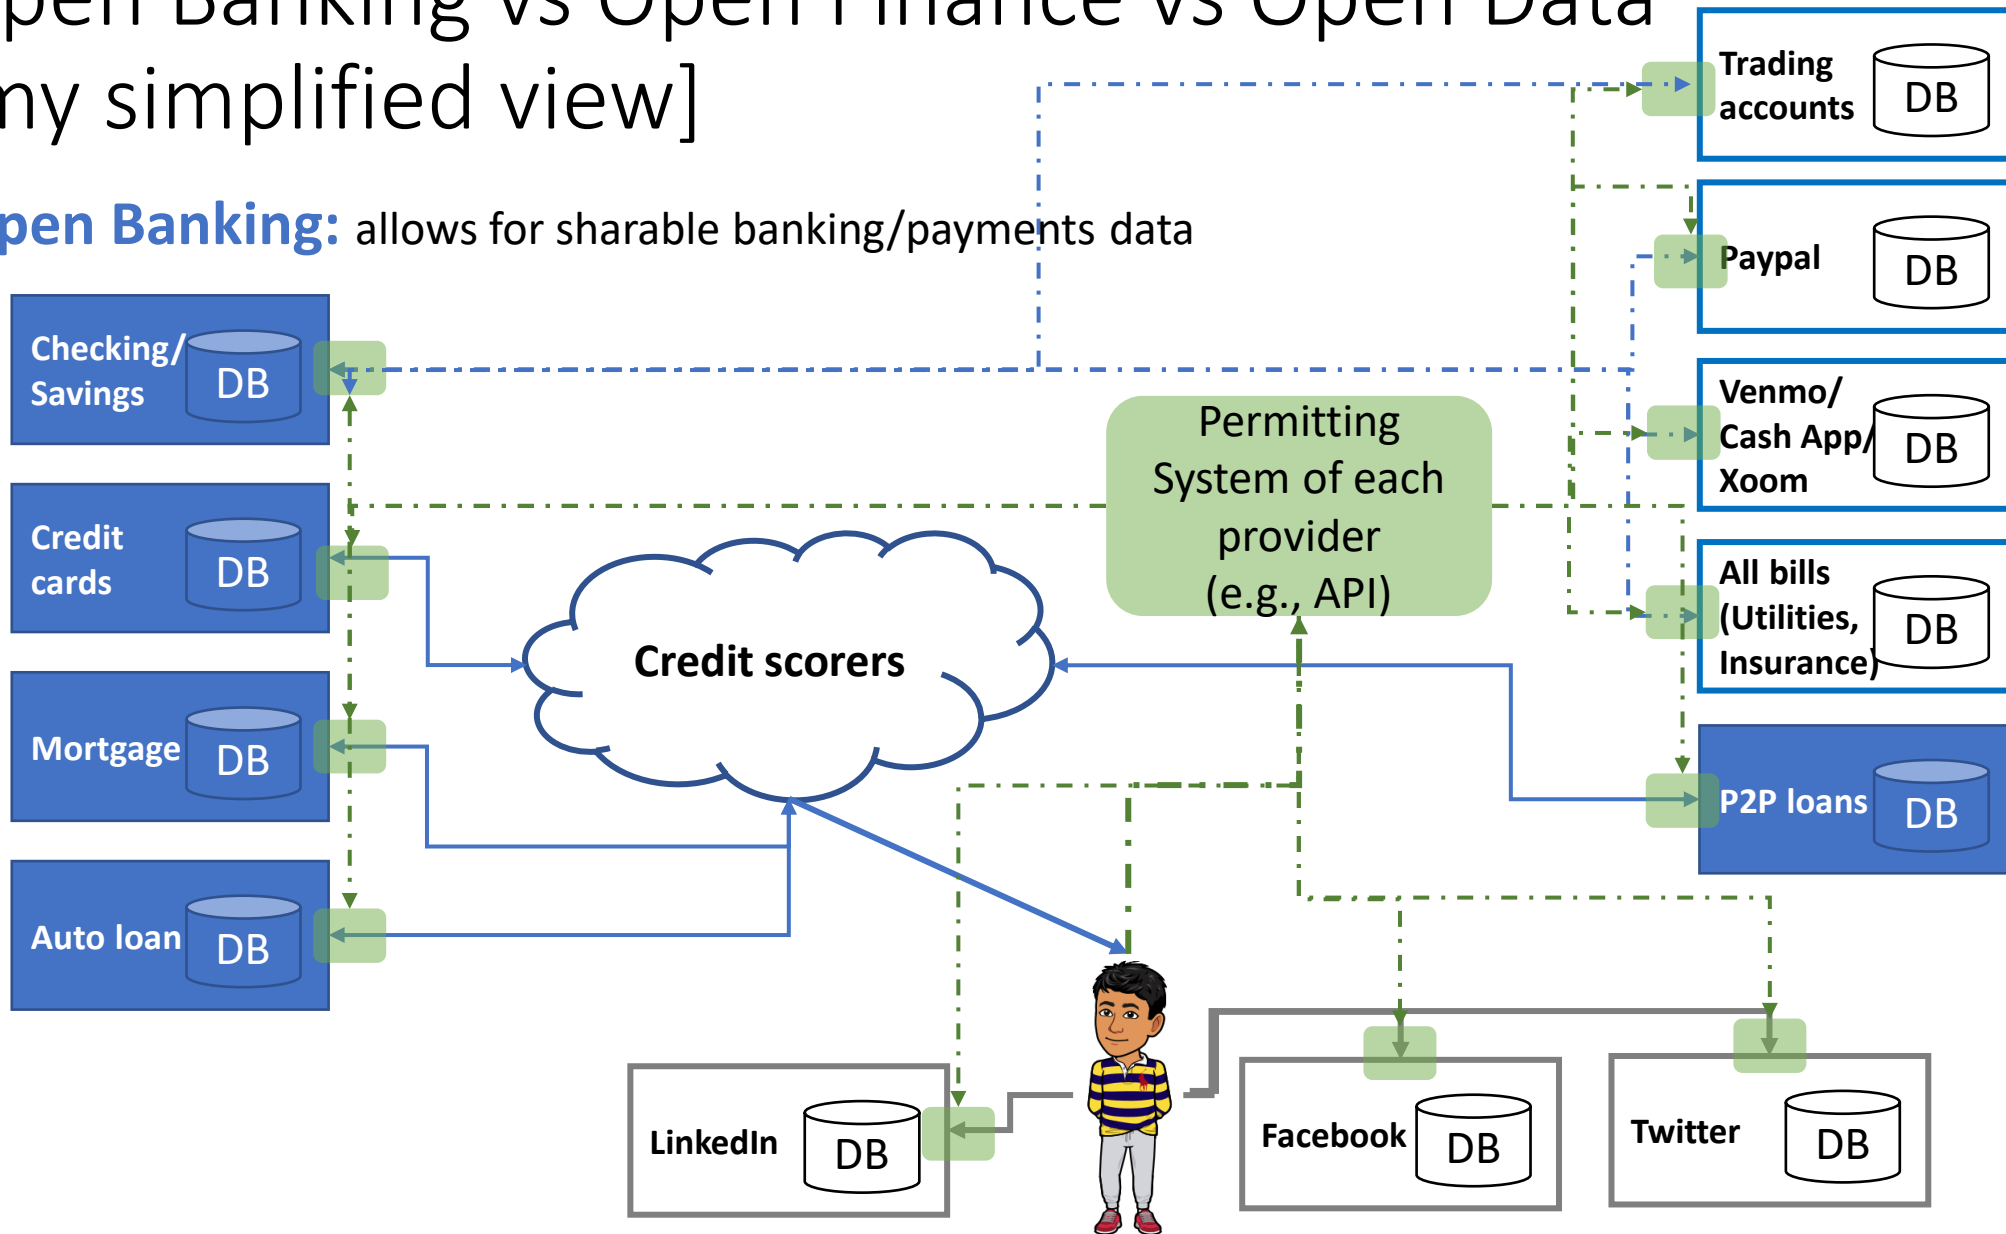 pen Banking vs Open Finance vs Open Data
my simplified view]
pen Banking: allows for sharable banking/payments data
Trading
accounts
DB
Paypal
DB
Venmo/
Cash App/
Xoom
DB
All bills
(Utilities,
Insurance)
DB
P2P loans
DB
Checking/
Savings
DB
Credit
cards
DB
Mortgage
DB
Auto loan
DB
Permitting
System of each
provider
(e.g., API)
Credit scorers
LinkedIn
DB
Facebook
DB
Twitter
DB